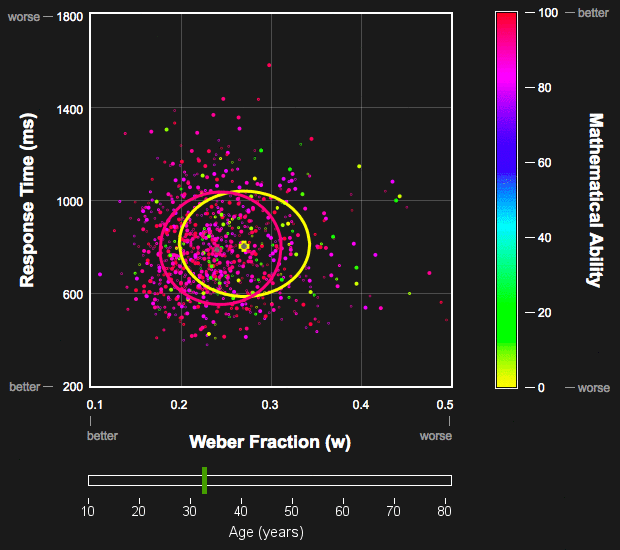 worse 1800
100 better
1400
80
Response Time (ms)
Mathematical Ability
60
1000
40
600
20
better 200
0 worse
0.1 0.2 0.3 0.4 0.5
better worse
Weber Fraction (w)
10 20 30 40 50 60 70 80
Age (years)